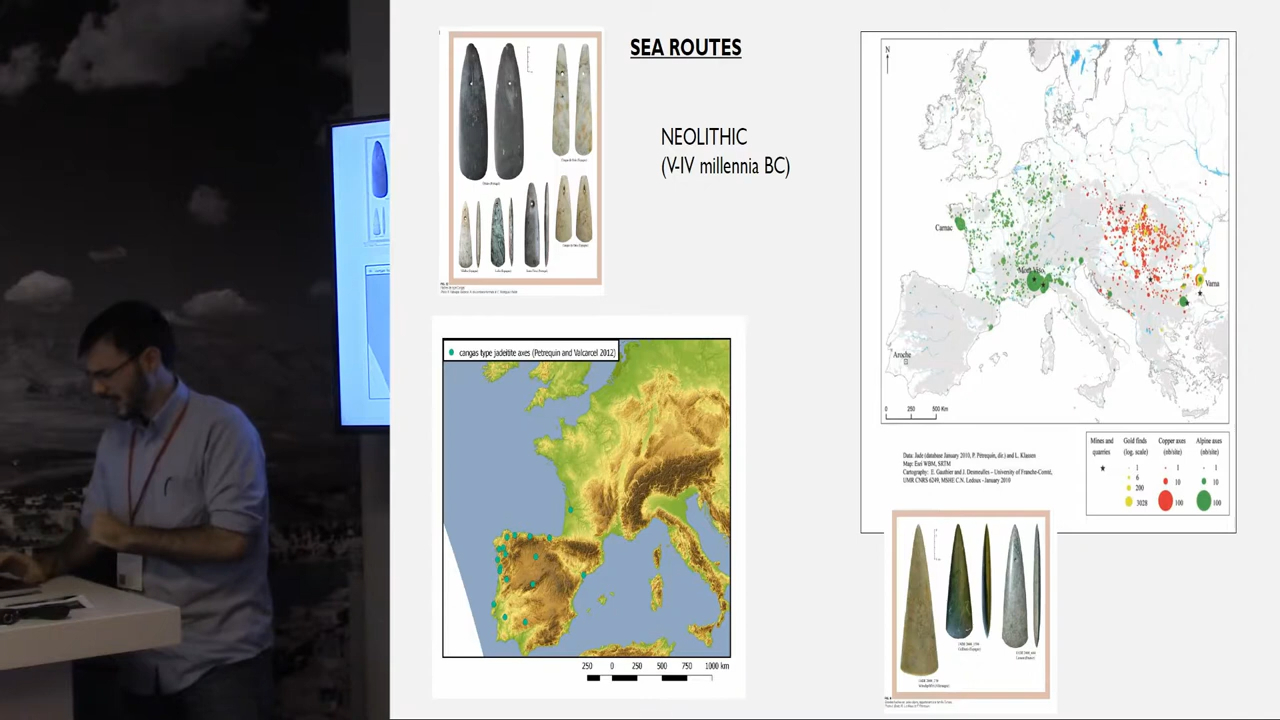 SEA ROUTES
NEOLITHIC
(V-IV millennia BC)
cangas type jadeitite axes (Petrequin and Valcarcel 2012)
250 0 250 500 750 1000 km
N
Carnac
Varna
Aroche
0 250 500 Km
Data: Jade (database January 2010, P. Pétrequin, dir.) and L. Klassen
Map: Esri WBM, SRTM
Cartography: E. Gauthier and J. Desmeulles - University of Franche-Comté,
UMR CNRS 6249, MSHE C.N. Ledoux - January 2010
Mines and quarries
Gold finds (log. scale)
Copper axes (nb/site)
Alpine axes (nb/site)
1 1 1
6 10 10
200
3028 100 100